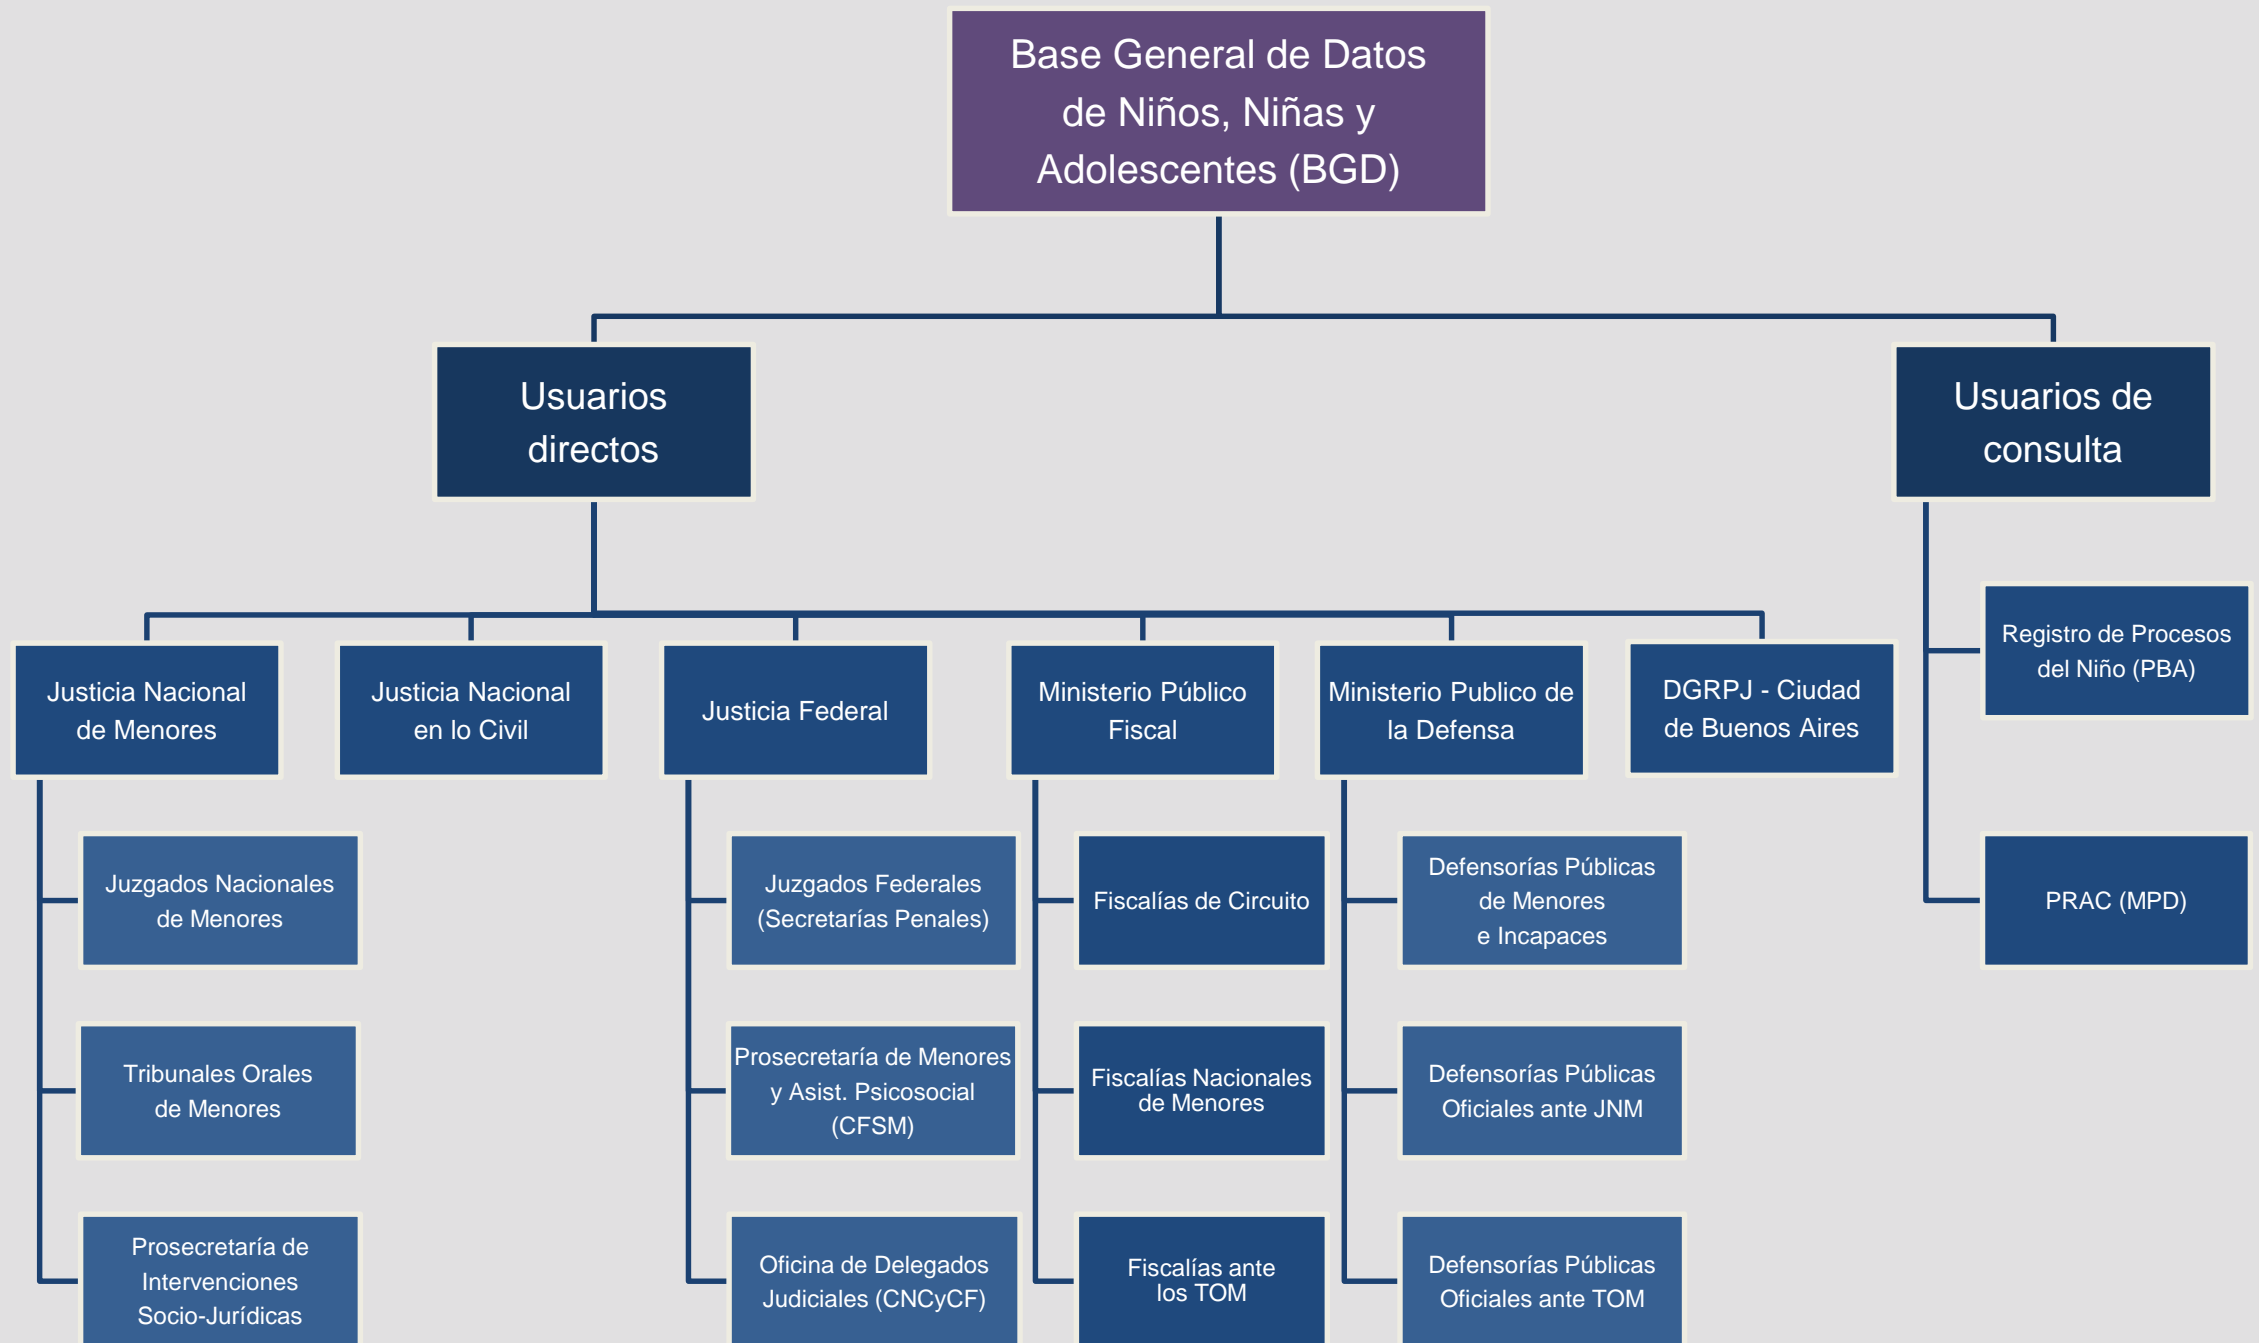 Base General de Datos
de Niños, Niñas y
Adolescentes (BGD)
Usuarios
directos
Usuarios de
consulta
Justicia Nacional
de Menores
Justicia Nacional
en lo Civil
Justicia Federal
Ministerio Público
Fiscal
Ministerio Publico de
la Defensa
DGRPJ - Ciudad
de Buenos Aires
Registro de Procesos
del Niño (PBA)
Juzgados Nacionales
de Menores
Juzgados Federales
(Secretarías Penales)
Fiscalías de Circuito
Defensorías Públicas
de Menores
e Incapaces
PRAC (MPD)
Tribunales Orales
de Menores
Prosecretaría de Menores
y Asist. Psicosocial
(CFSM)
Fiscalías Nacionales
de Menores
Defensorías Públicas
Oficiales ante JNM
Prosecretaría de
Intervenciones
Socio-Jurídicas
Oficina de Delegados
Judiciales (CNCyCF)
Fiscalías ante
los TOM
Defensorías Públicas
Oficiales ante TOM